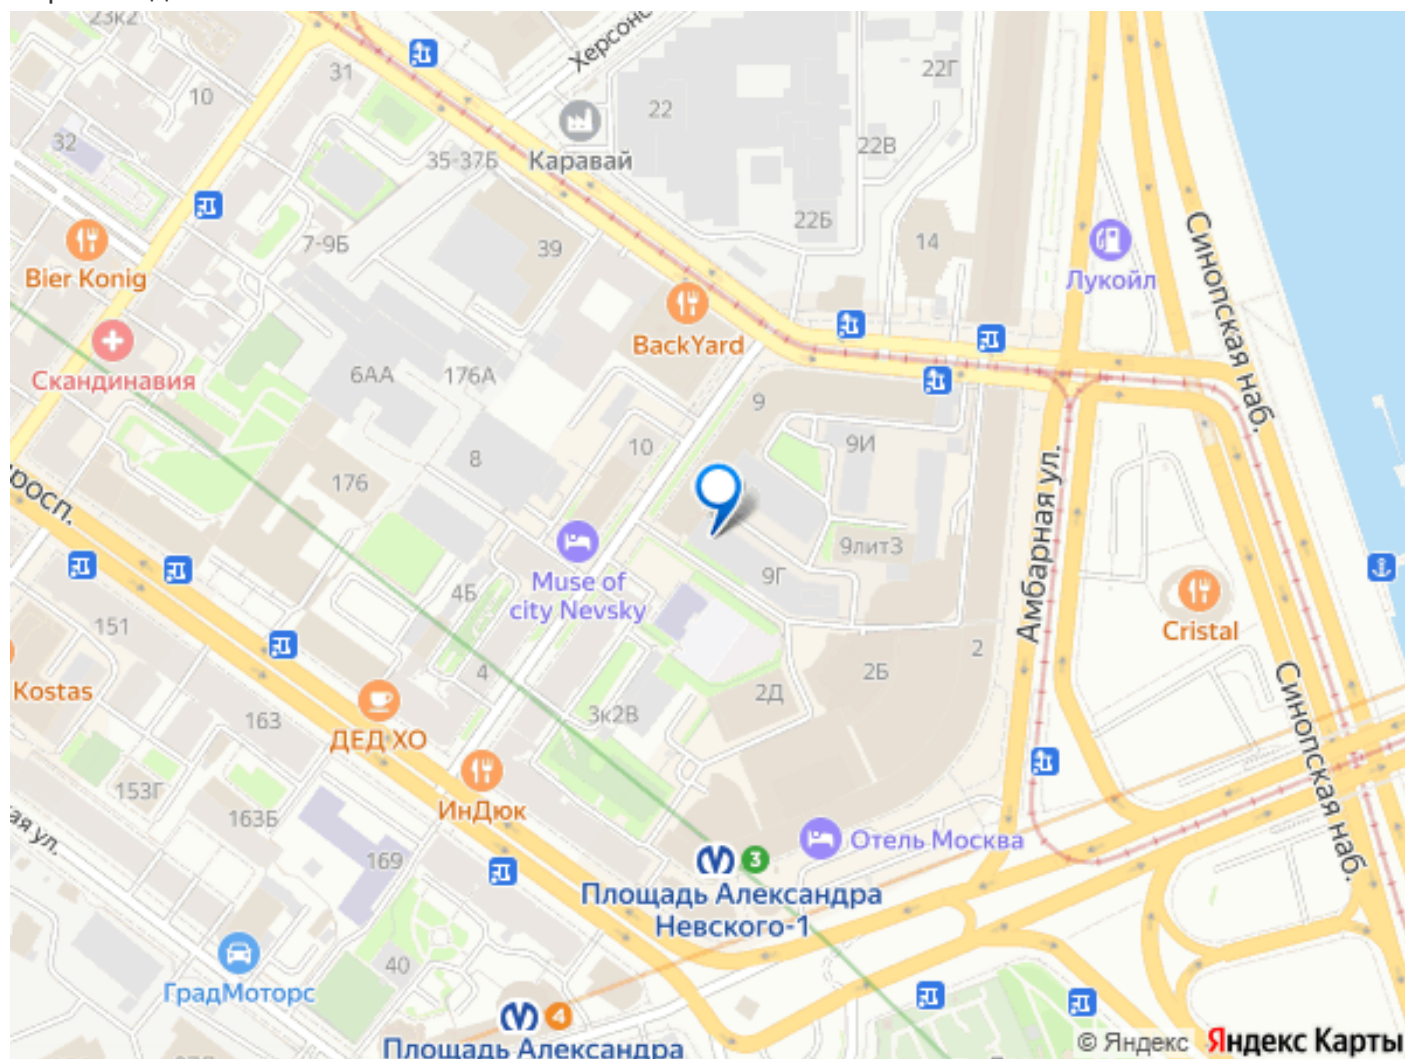 23к2
Херсонс
31
22Г
10
22
32
35-37Б
Каравай
22В
22Б
7-9Б
39
14
Bier Konig
Лукойл
Синопская наб.
BackYard
Скандинавия
6АА
176А
9
10
9И
8
176
росп.
Амбарная ул.
9лит3
9Г
Muse of
city Nevsky
4Б
Cristal
151
2
2Б
4
Kostas
2Д
163
3к2В
ДЕД ХО
Синопская наб.
153Г
ИнДюк
163Б
ая ул.
Отель Москва
169
3
Площадь Александра
Невского-1
40
ГрадМоторс
4
Площадь Александра
© Яндекс Яндекс Карты